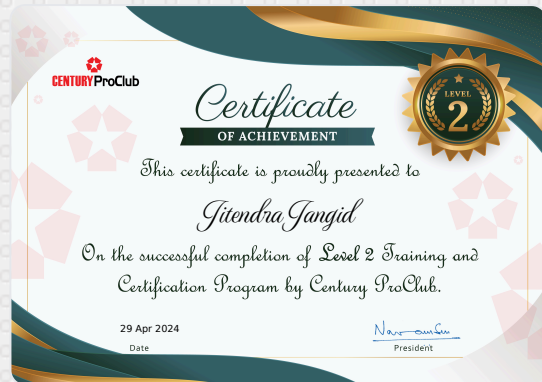 CENTURY ProClub
LEVEL
2
Certificate
OF ACHIEVEMENT
This certificate is proudly presented to
Jitendra Jangid
On the successful completion of Level 2 Training and
Certification Program by Century ProClub.
29 Apr 2024
Date
President